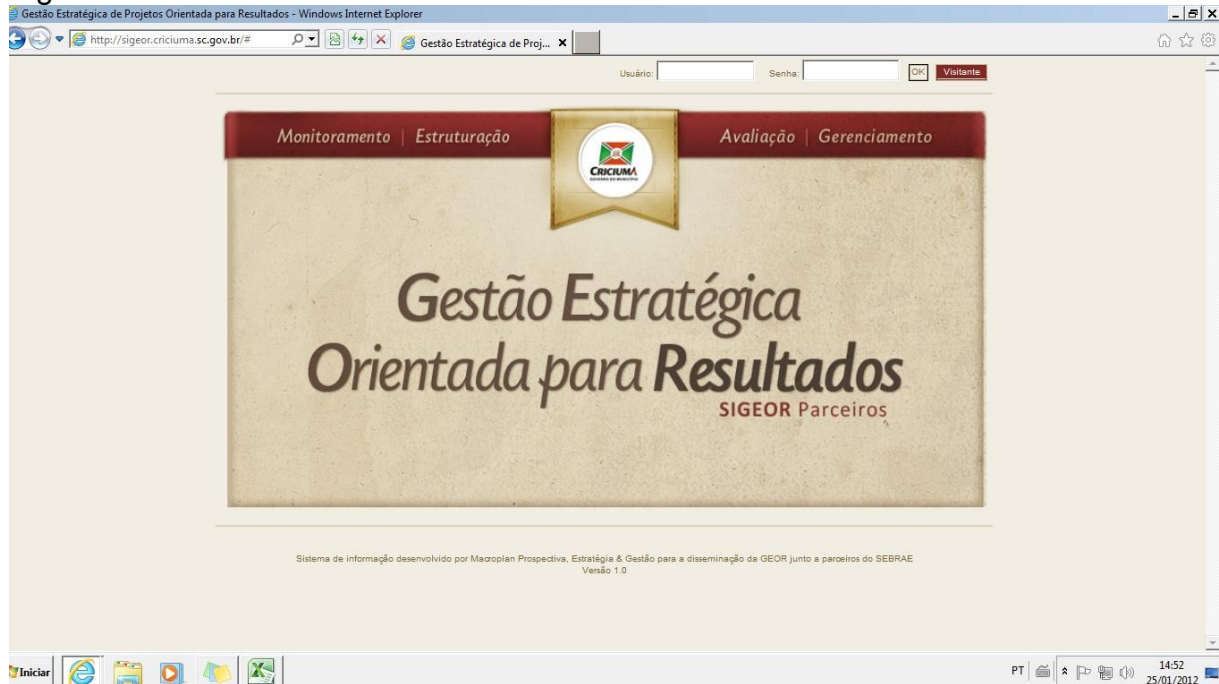 Gestão Estratégica de Projetos Orientada para Resultados - Windows Internet Explorer
http://sigeor.criciuma.sc.gov.br/#
Gestão Estratégica de Proj...
Usuário:
Senha:
OK
Visitante
Monitoramento | Estruturação
Avaliação | Gerenciamento
CRICIUMA
Gestão Estratégica
Orientada para Resultados
SIGEOR Parceiros
Sistema de informação desenvolvido por Macroplan Prospectiva, Estratégia & Gestão para a disseminação da GEOR junto a parceiros do SEBRAE
Versão 1.0
Iniciar
PT
14:52
25/01/2012